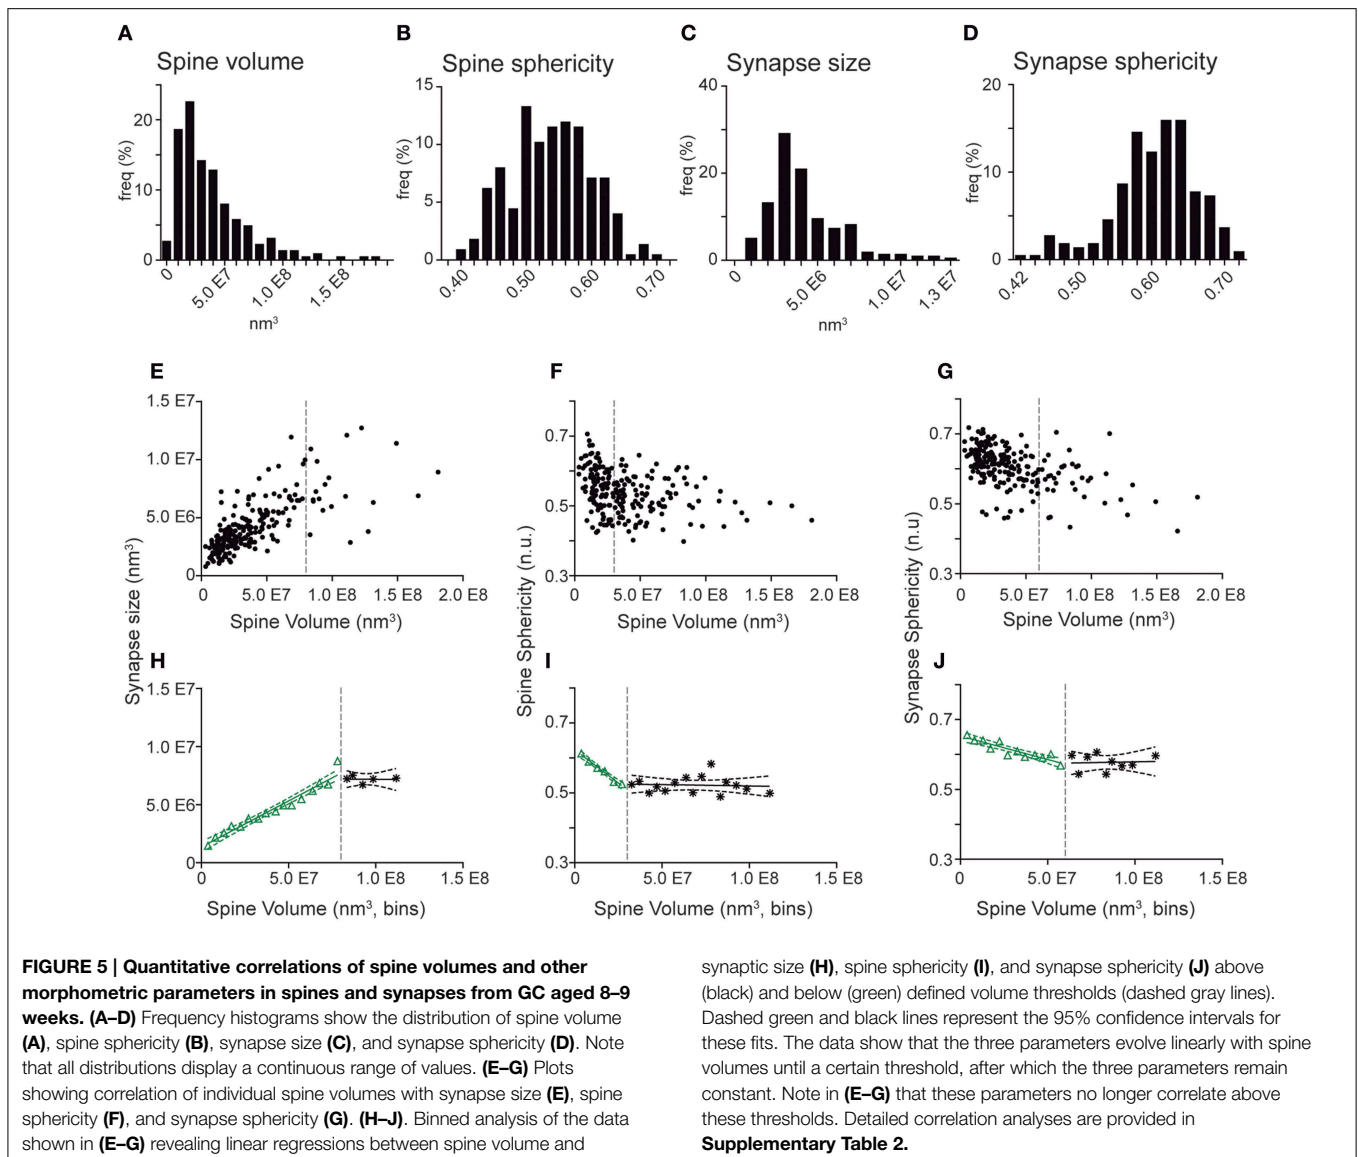 A
B
C
D
Spine volume
Spine sphericity
Synapse size
Synapse sphericity
freq (%)
20
10
0
0
5.0 E7
1.0 E8
1.5 E8
nm³
freq (%)
15
10
5
0
0.40
0.50
0.60
0.70
freq (%)
40
20
0
0
5.0 E6
1.0 E7
1.3 E7
nm³
freq (%)
20
10
0
0.42
0.50
0.60
0.70
E
Synapse size (nm³)
1.5 E7
1.0 E7
5.0 E6
0
0 5.0 E7 1.0 E8 1.5 E8 2.0 E8
Spine Volume (nm³)
F
Spine Sphericity (n.u.)
0.7
0.5
0.3
0 5.0 E7 1.0 E8 1.5 E8 2.0 E8
Spine Volume (nm³)
G
Synapse Sphericity (n.u)
0.7
0.5
0.3
0 5.0 E7 1.0 E8 1.5 E8 2.0 E8
Spine Volume (nm³)
H
1.5 E7
1.0 E7
5.0 E6
0
0 5.0 E7 1.0 E8 1.5 E8
Spine Volume (nm³, bins)
I
0.7
0.5
0.3
0 5.0 E7 1.0 E8 1.5 E8
Spine Volume (nm³, bins)
J
0.7
0.5
0.3
0 5.0 E7 1.0 E8 1.5 E8
Spine Volume (nm³, bins)
FIGURE 5 | Quantitative correlations of spine volumes and other
morphometric parameters in spines and synapses from GC aged 8–9
weeks. (A–D) Frequency histograms show the distribution of spine volume
(A), spine sphericity (B), synapse size (C), and synapse sphericity (D). Note
that all distributions display a continuous range of values. (E–G) Plots
showing correlation of individual spine volumes with synapse size (E), spine
sphericity (F), and synapse sphericity (G). (H–J). Binned analysis of the data
shown in (E–G) revealing linear regressions between spine volume and
synaptic size (H), spine sphericity (I), and synapse sphericity (J) above
(black) and below (green) defined volume thresholds (dashed gray lines).
Dashed green and black lines represent the 95% confidence intervals for
these fits. The data show that the three parameters evolve linearly with spine
volumes until a certain threshold, after which the three parameters remain
constant. Note in (E–G) that these parameters no longer correlate above
these thresholds. Detailed correlation analyses are provided in
Supplementary Table 2.